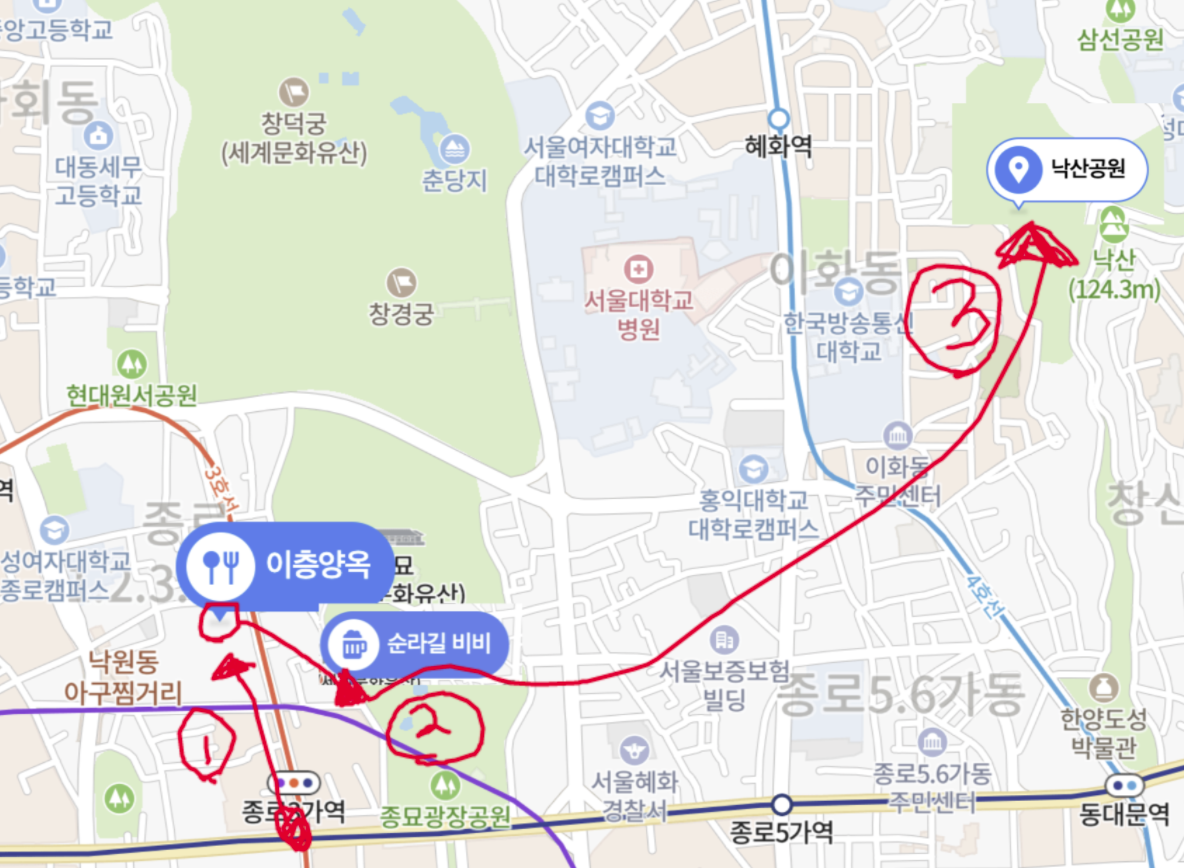 중앙고등학교
삼선공원
가회동
창덕궁
(세계문화유산)
대동세무
고등학교
춘당지
서울여자대학교
대학로캠퍼스
혜화역
낙산공원
낙산
(124.3m)
이화동
등학교
창경궁
서울대학교
병원
한국방송통신
대학교
3
현대원서공원
3호선
역
이화동
주민센터
홍익대학교
대학로캠퍼스
창신
종로
성여자대학교
종로캠퍼스
1.2.3.
이층양옥
묘
문화유산)
4호선
순라길 비비
낙원동
아구찜거리
서울보증보험
빌딩
종로5.6가동
한양도성
박물관
1
2
서울혜화
경찰서
종로5.6가동
주민센터
종로3가역
종묘광장공원
종로5가역
동대문역